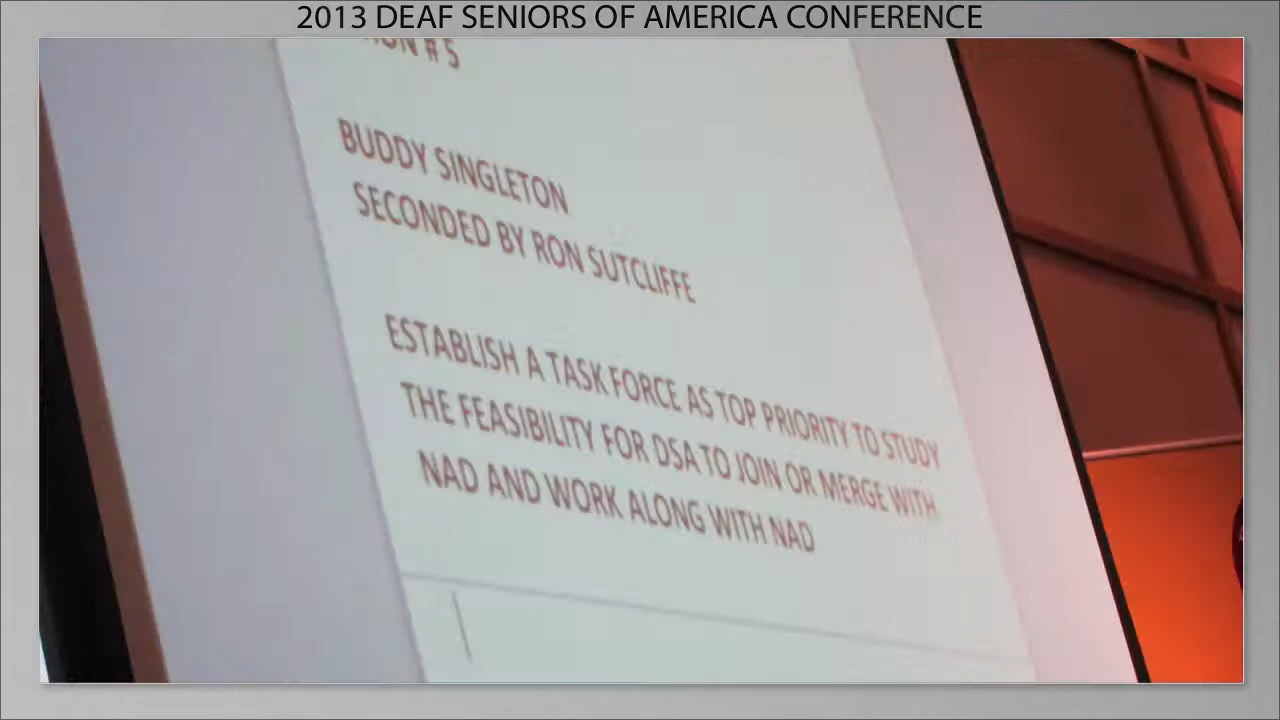 2013 DEAF SENIORS OF AMERICA CONFERENCE
# 5
BUDDY SINGLETON
SECONDED BY RON SUTCLIFFE
ESTABLISH A TASK FORCE AS TOP PRIORITY TO STUDY
THE FEASIBILITY FOR DSA TO JOIN OR MERGE WITH
NAD AND WORK ALONG WITH NAD